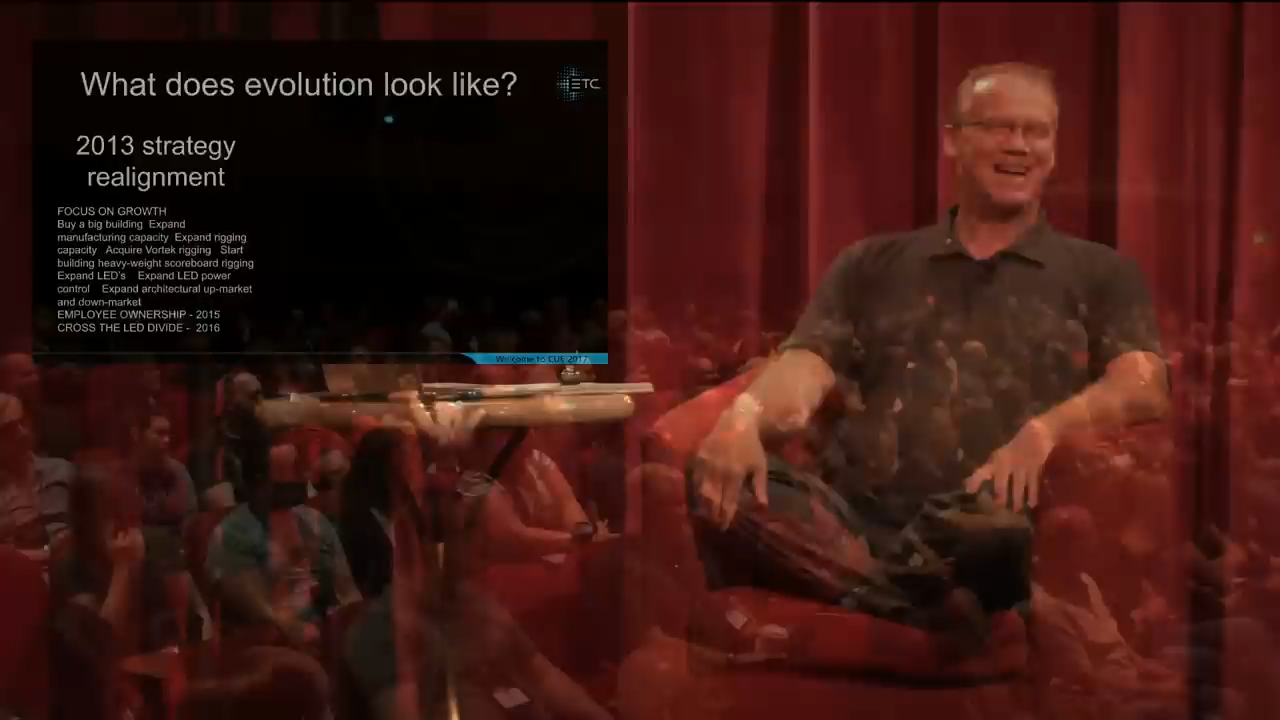 What does evolution look like?
ETC
2013 strategy
realignment
FOCUS ON GROWTH
Buy a big building  Expand
manufacturing capacity  Expand rigging
capacity  Acquire Vortek rigging  Start
building heavy-weight scoreboard rigging
Expand LED's  Expand LED power
control  Expand architectural up-market
and down-market
EMPLOYEE OWNERSHIP - 2015
CROSS THE LED DIVIDE -  2016
Welcome to CUE 2017